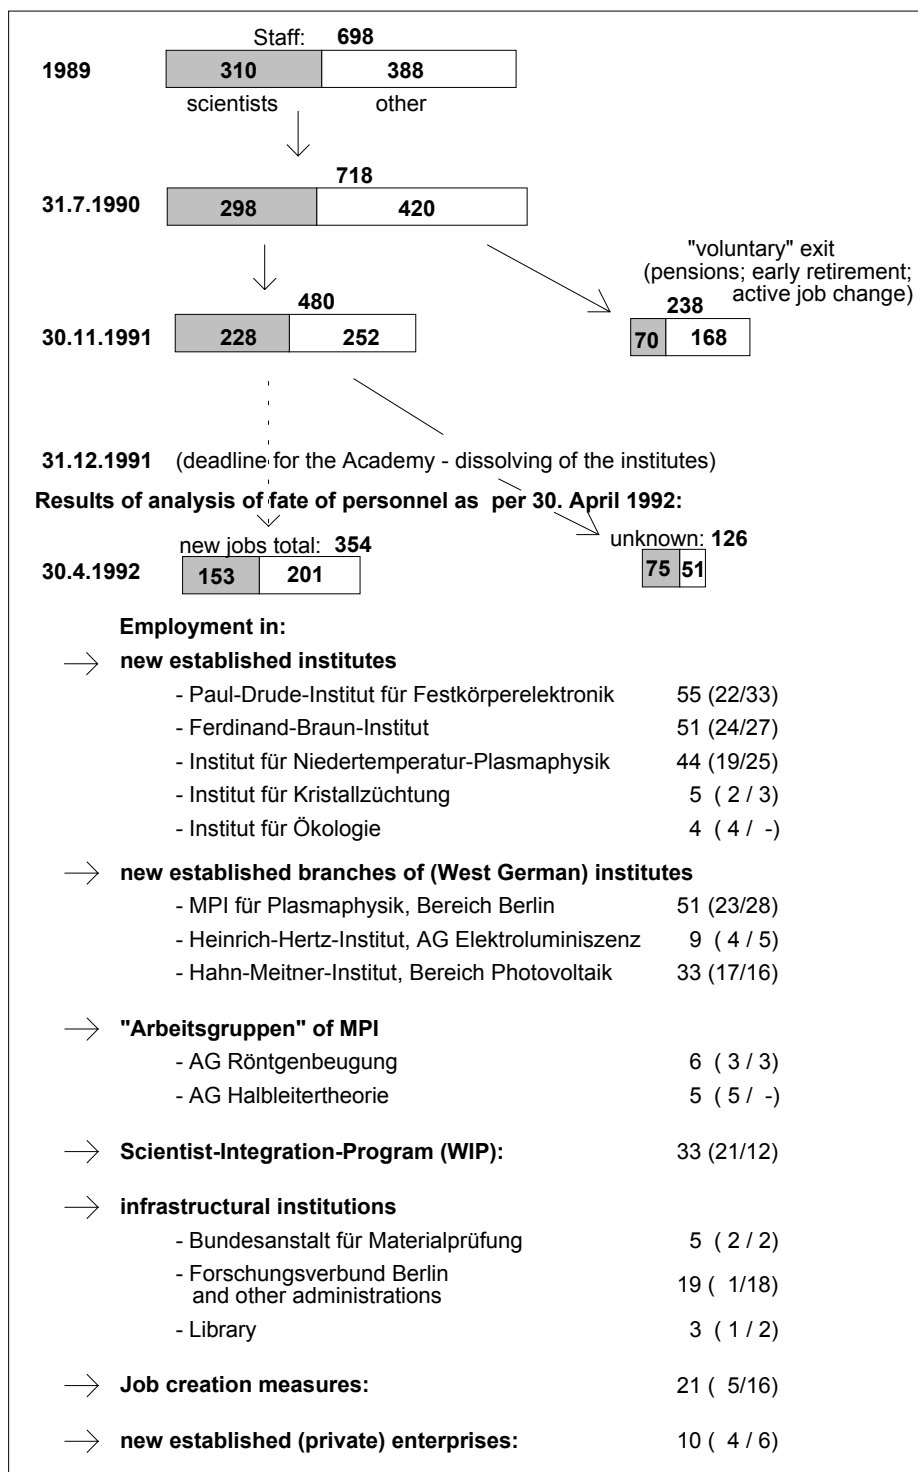 Staff: 698
1989 310 388
scientists other
718
31.7.1990 298 420
"voluntary" exit
(pensions; early retirement;
active job change)
480 238
30.11.1991 228 252 70 168
31.12.1991 (deadline for the Academy - dissolving of the institutes)
Results of analysis of fate of personnel as per 30. April 1992:
new jobs total: 354 unknown: 126
30.4.1992 153 201 75 51
Employment in:
new established institutes
- Paul-Drude-Institut für Festkörperelektronik 55 (22/33)
- Ferdinand-Braun-Institut 51 (24/27)
- Institut für Niedertemperatur-Plasmaphysik 44 (19/25)
- Institut für Kristallzüchtung 5 ( 2 / 3)
- Institut für Ökologie 4 ( 4 / -)
new established branches of (West German) institutes
- MPI für Plasmaphysik, Bereich Berlin 51 (23/28)
- Heinrich-Hertz-Institut, AG Elektroluminiszenz 9 ( 4 / 5)
- Hahn-Meitner-Institut, Bereich Photovoltaik 33 (17/16)
"Arbeitsgruppen" of MPI
- AG Röntgenbeugung 6 ( 3 / 3)
- AG Halbleitertheorie 5 ( 5 / -)
Scientist-Integration-Program (WIP): 33 (21/12)
infrastructural institutions
- Bundesanstalt für Materialprüfung 5 ( 2 / 2)
- Forschungsverbund Berlin
and other administrations 19 ( 1/18)
- Library 3 ( 1 / 2)
Job creation measures: 21 ( 5/16)
new established (private) enterprises: 10 ( 4 / 6)